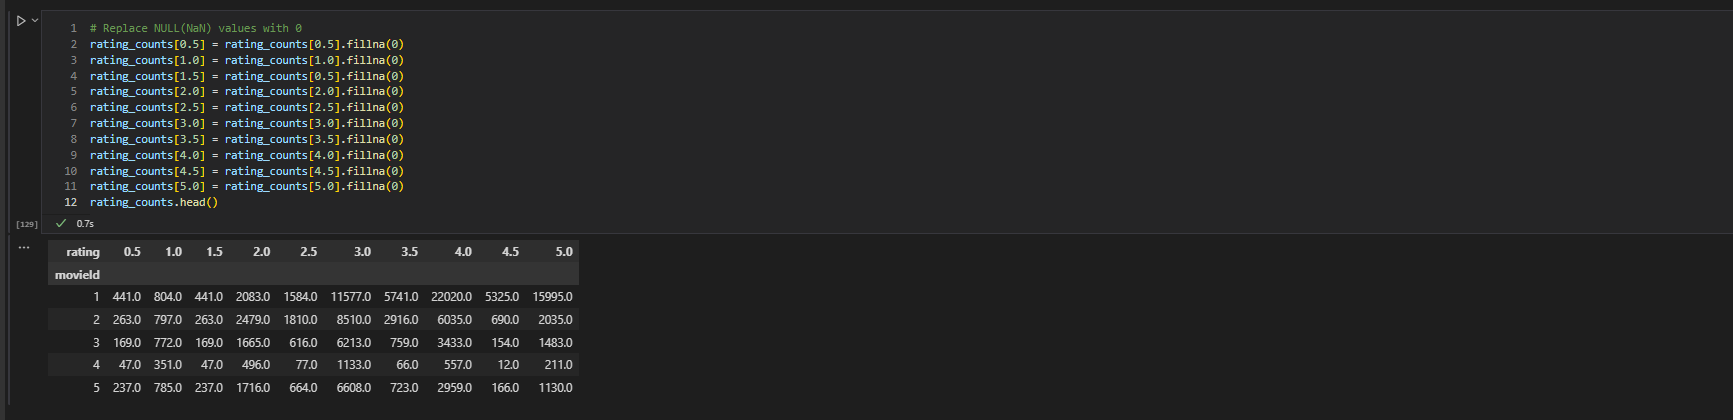 1 # Replace NULL(NaN) values with 0
2 rating_counts[0.5] = rating_counts[0.5].fillna(0)
3 rating_counts[1.0] = rating_counts[1.0].fillna(0)
4 rating_counts[1.5] = rating_counts[0.5].fillna(0)
5 rating_counts[2.0] = rating_counts[2.0].fillna(0)
6 rating_counts[2.5] = rating_counts[2.5].fillna(0)
7 rating_counts[3.0] = rating_counts[3.0].fillna(0)
8 rating_counts[3.5] = rating_counts[3.5].fillna(0)
9 rating_counts[4.0] = rating_counts[4.0].fillna(0)
10 rating_counts[4.5] = rating_counts[4.5].fillna(0)
11 rating_counts[5.0] = rating_counts[5.0].fillna(0)
12 rating_counts.head()
[129] ✓ 0.7s
rating 0.5 1.0 1.5 2.0 2.5 3.0 3.5 4.0 4.5 5.0
movieId
1 441.0 804.0 441.0 2083.0 1584.0 11577.0 5741.0 22020.0 5325.0 15995.0
2 263.0 797.0 263.0 2479.0 1810.0 8510.0 2916.0 6035.0 690.0 2035.0
3 169.0 772.0 169.0 1665.0 616.0 6213.0 759.0 3433.0 154.0 1483.0
4 47.0 351.0 47.0 496.0 77.0 1133.0 66.0 557.0 12.0 211.0
5 237.0 785.0 237.0 1716.0 664.0 6608.0 723.0 2959.0 166.0 1130.0